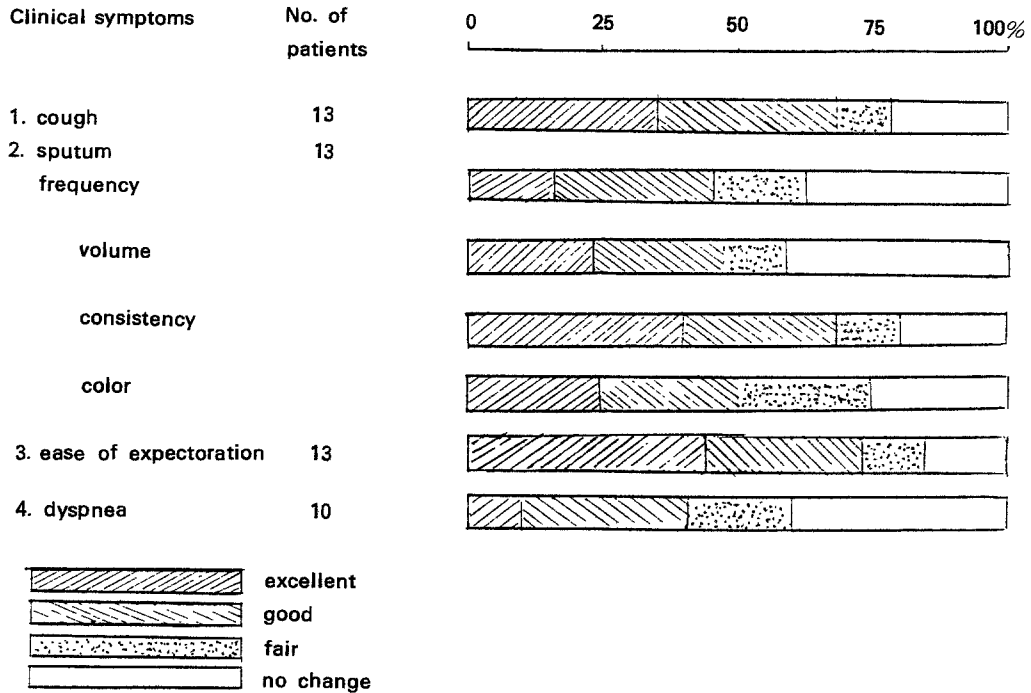 Clinical symptoms No. of patients 0 25 50 75 100%
1. cough 13
2. sputum 13
frequency
volume
consistency
color
3. ease of expectoration 13
4. dyspnea 10
excellent
good
fair
no change